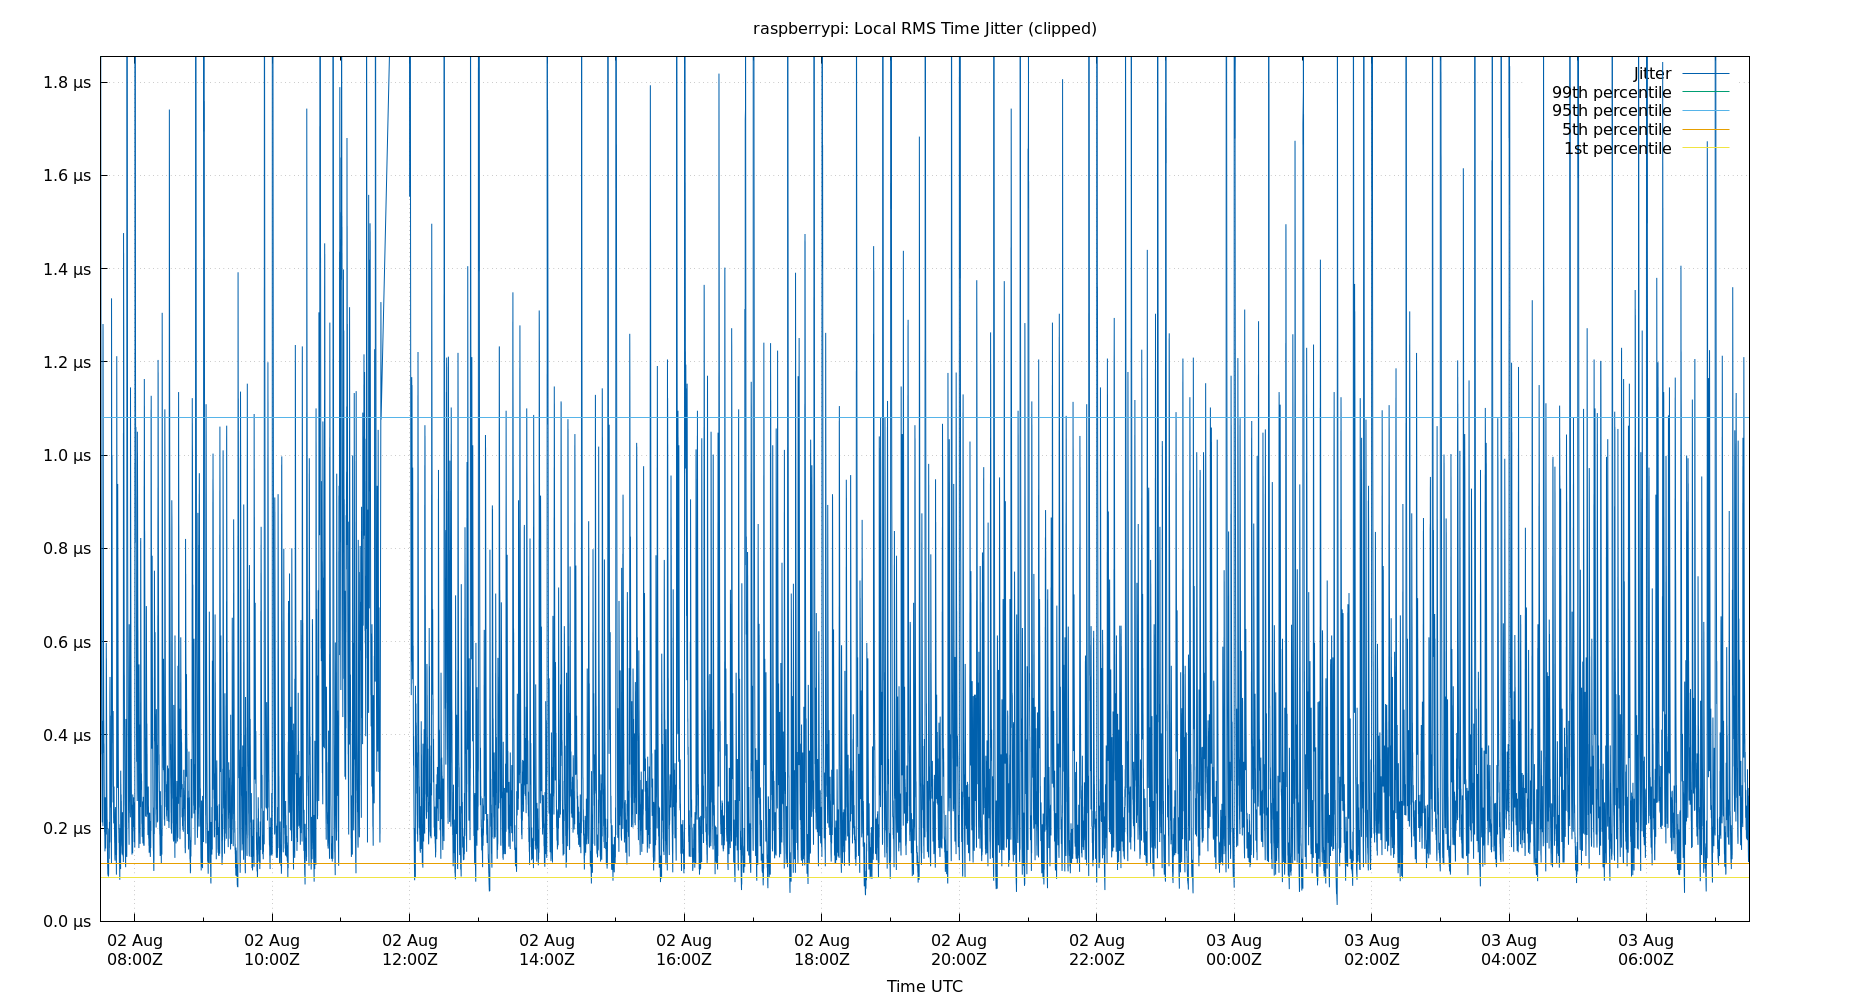 raspberrypi: Local RMS Time Jitter (clipped)
Jitter
99th percentile
95th percentile
5th percentile
1st percentile
1.8 µs
1.6 µs
1.4 µs
1.2 µs
1.0 µs
0.8 µs
0.6 µs
0.4 µs
0.2 µs
0.0 µs
02 Aug 02 Aug 02 Aug 02 Aug 02 Aug 02 Aug 02 Aug 02 Aug 03 Aug 03 Aug 03 Aug 03 Aug
08:00Z 10:00Z 12:00Z 14:00Z 16:00Z 18:00Z 20:00Z 22:00Z 00:00Z 02:00Z 04:00Z 06:00Z
Time UTC